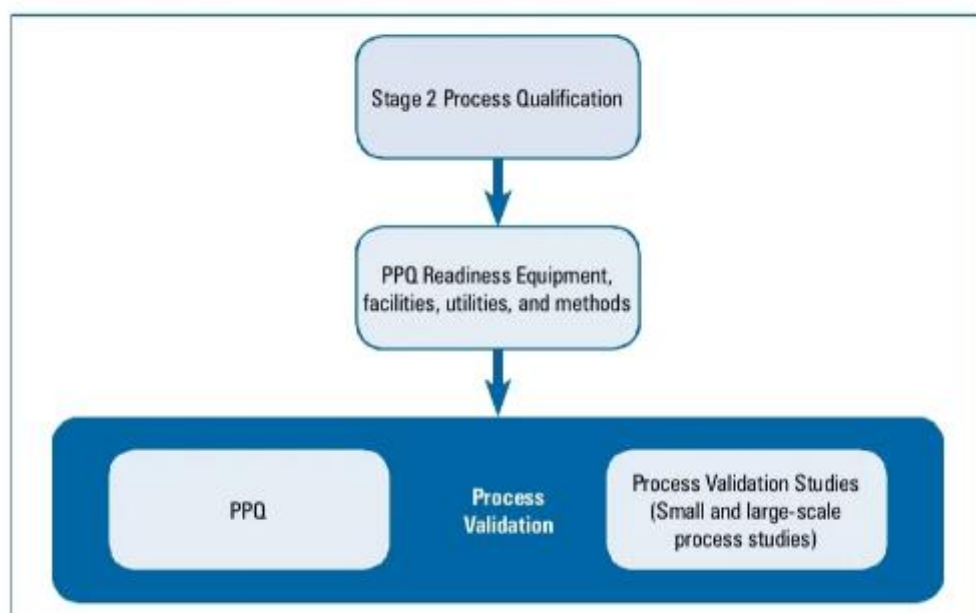 Stage 2 Process Qualification
PPQ Readiness Equipment,
facilities, utilities, and methods
PPQ
Process
Validation
Process Validation Studies
(Small and large-scale
process studies)